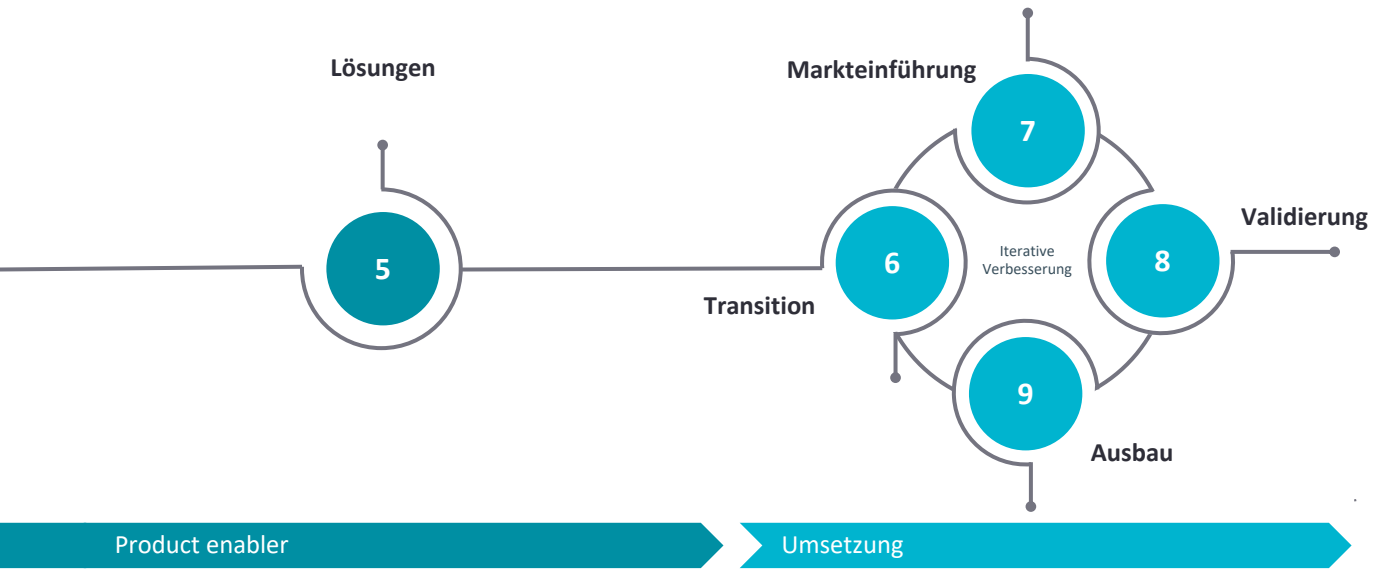 Lösungen
5
Markteinführung
7
6
Transition
Iterative
Verbesserung
8
Validierung
9
Ausbau
Product enabler
Umsetzung